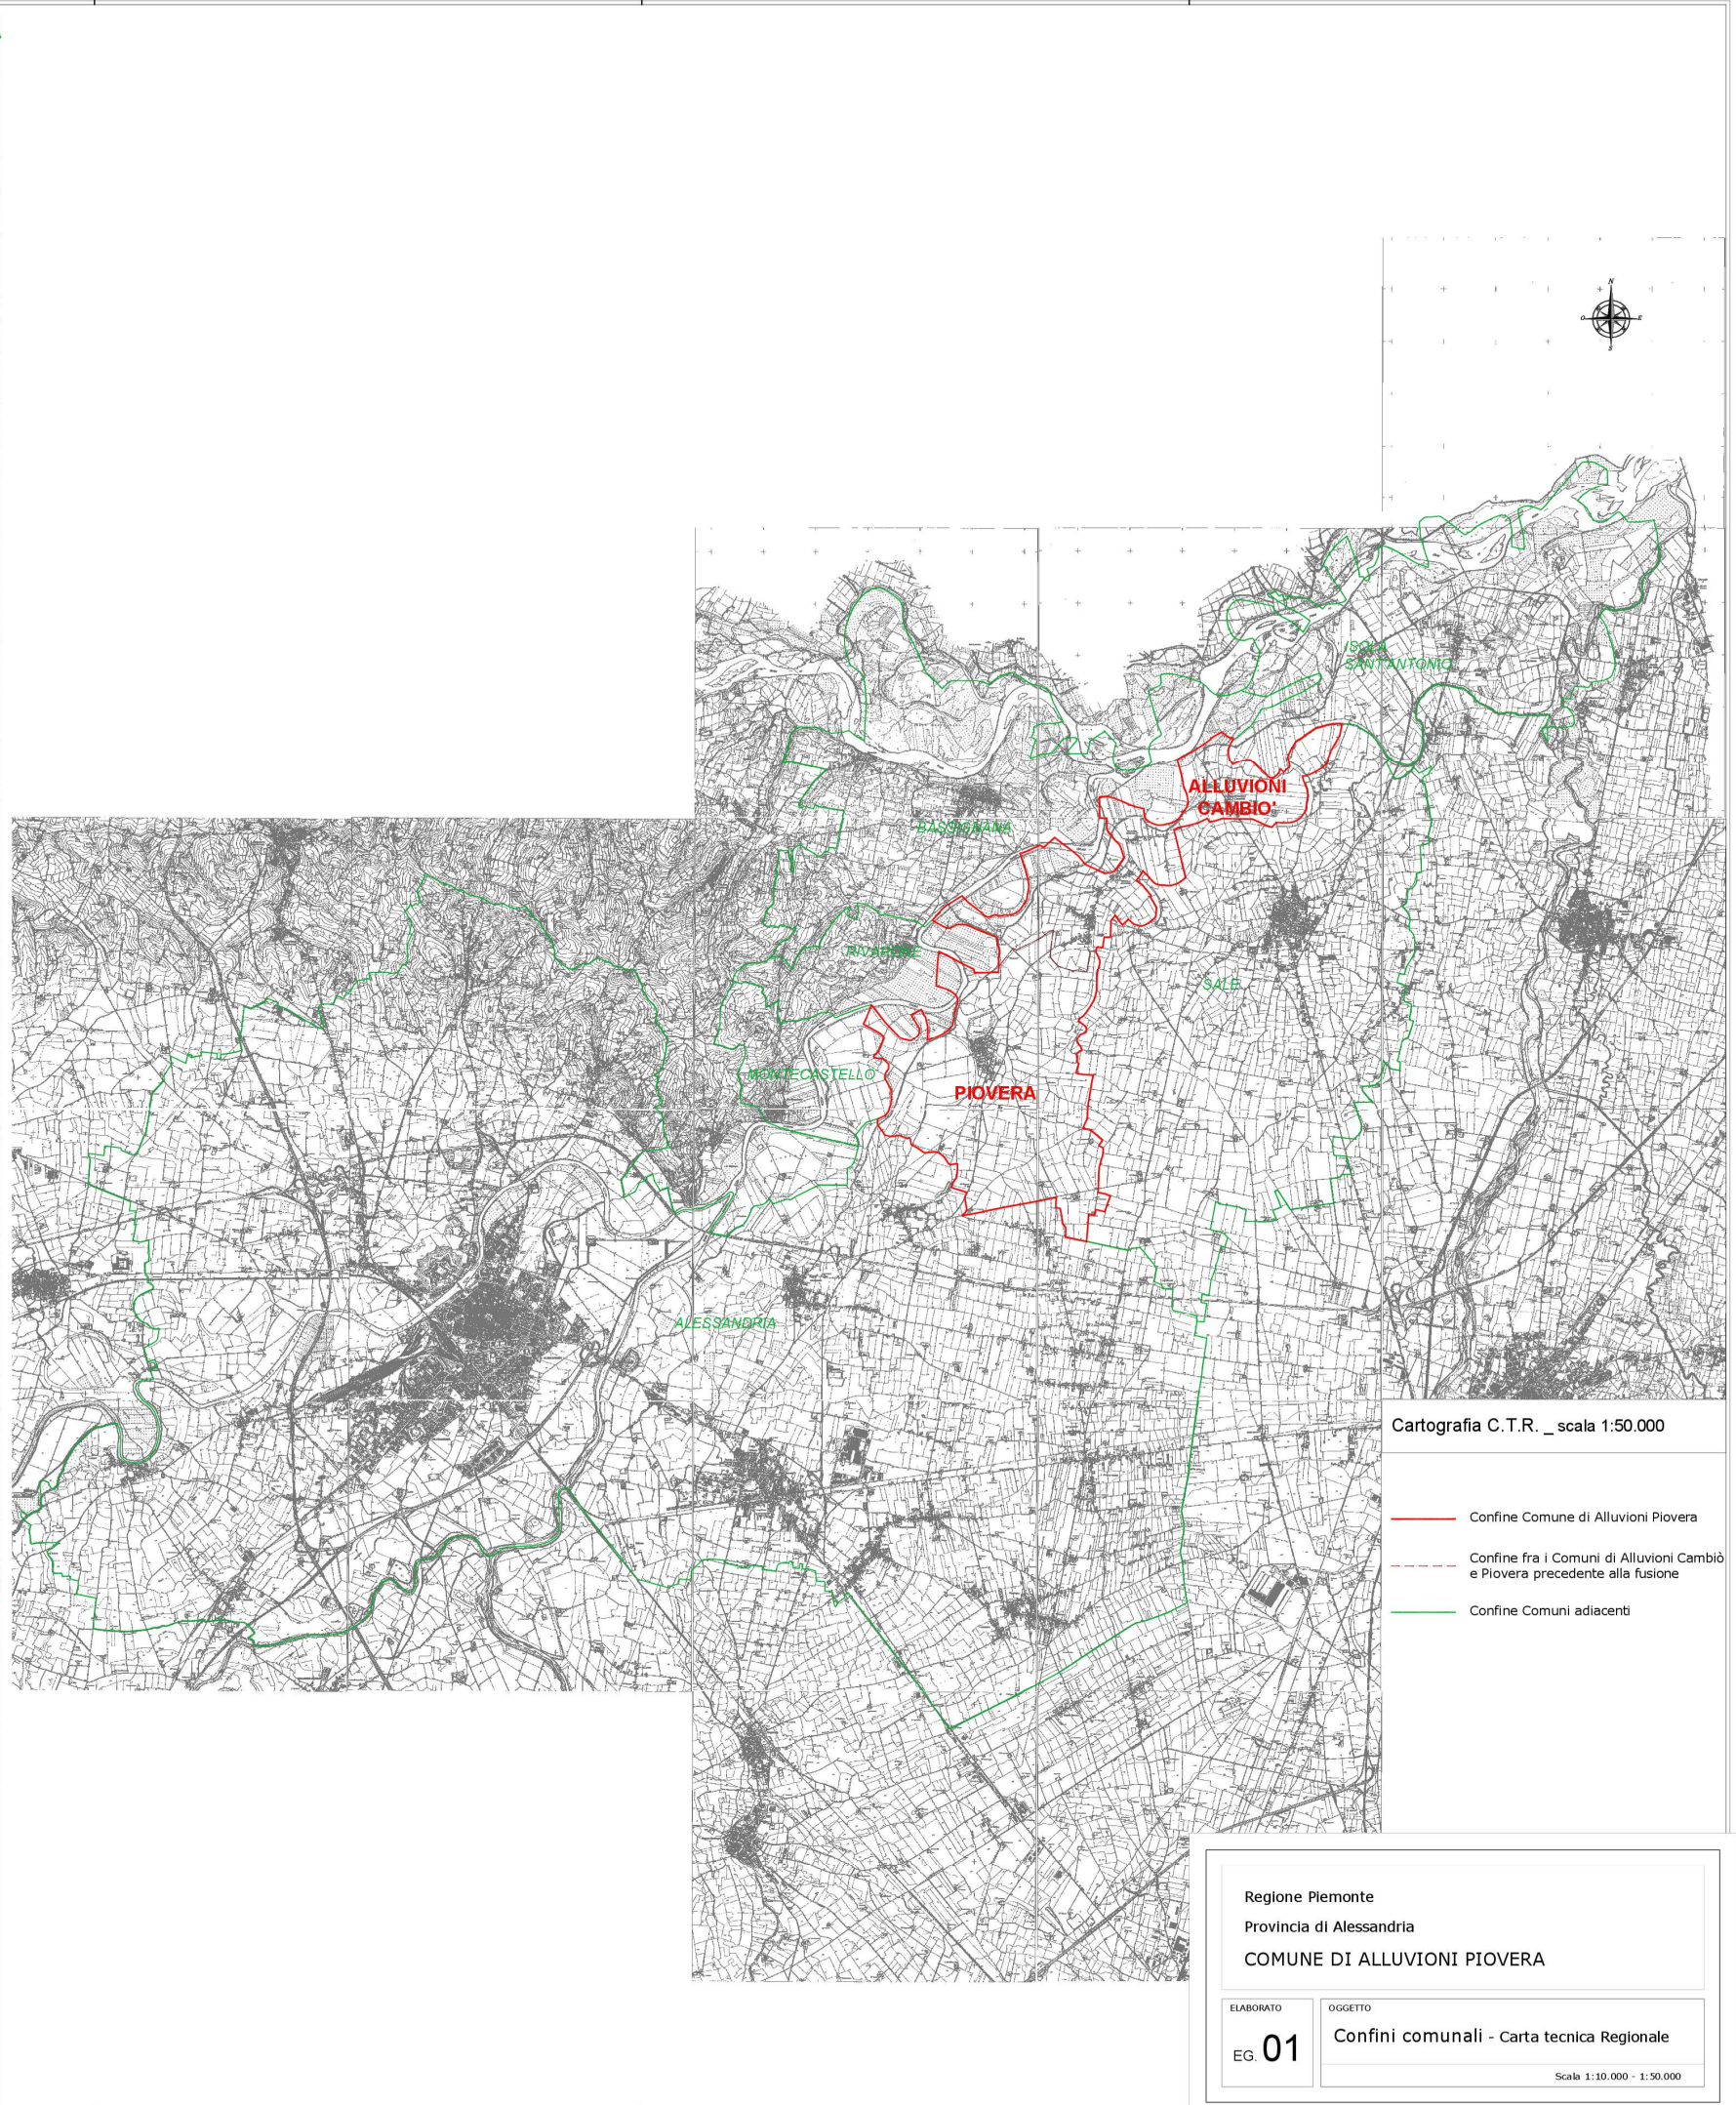 N
O
E
S
ISOLA
SANT'ANTONIO
ALLUVIONI
CAMBIO'
BASSIGNANA
RIVARONE
SALE
MONTECASTELLO
PIOVERA
ALESSANDRIA
Cartografia C.T.R. _ scala 1:50.000
Confine Comune di Alluvioni Piovera
Confine fra i Comuni di Alluvioni Cambiò
e Piovera precedente alla fusione
Confine Comuni adiacenti
Regione Piemonte
Provincia di Alessandria
COMUNE DI ALLUVIONI PIOVERA
ELABORATO
EG. 01
OGGETTO
Confini comunali - Carta tecnica Regionale
Scala 1:10.000 - 1:50.000